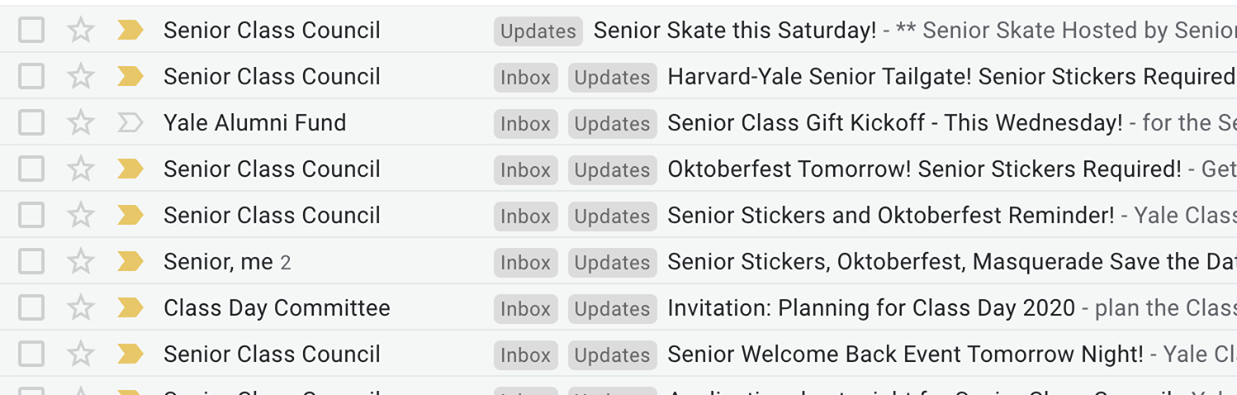 Senior Class Council Updates Senior Skate this Saturday! - ** Senior Skate Hosted by Senior
Senior Class Council Inbox Updates Harvard-Yale Senior Tailgate! Senior Stickers Required
Yale Alumni Fund Inbox Updates Senior Class Gift Kickoff - This Wednesday! - for the
Senior Class Council Inbox Updates Oktoberfest Tomorrow! Senior Stickers Required! - Get
Senior Class Council Inbox Updates Senior Stickers and Oktoberfest Reminder! - Yale Class
Senior, me 2 Inbox Updates Senior Stickers, Oktoberfest, Masquerade Save the
Class Day Committee Inbox Updates Invitation: Planning for Class Day 2020 - plan the Class
Senior Class Council Inbox Updates Senior Welcome Back Event Tomorrow Night! - Yale